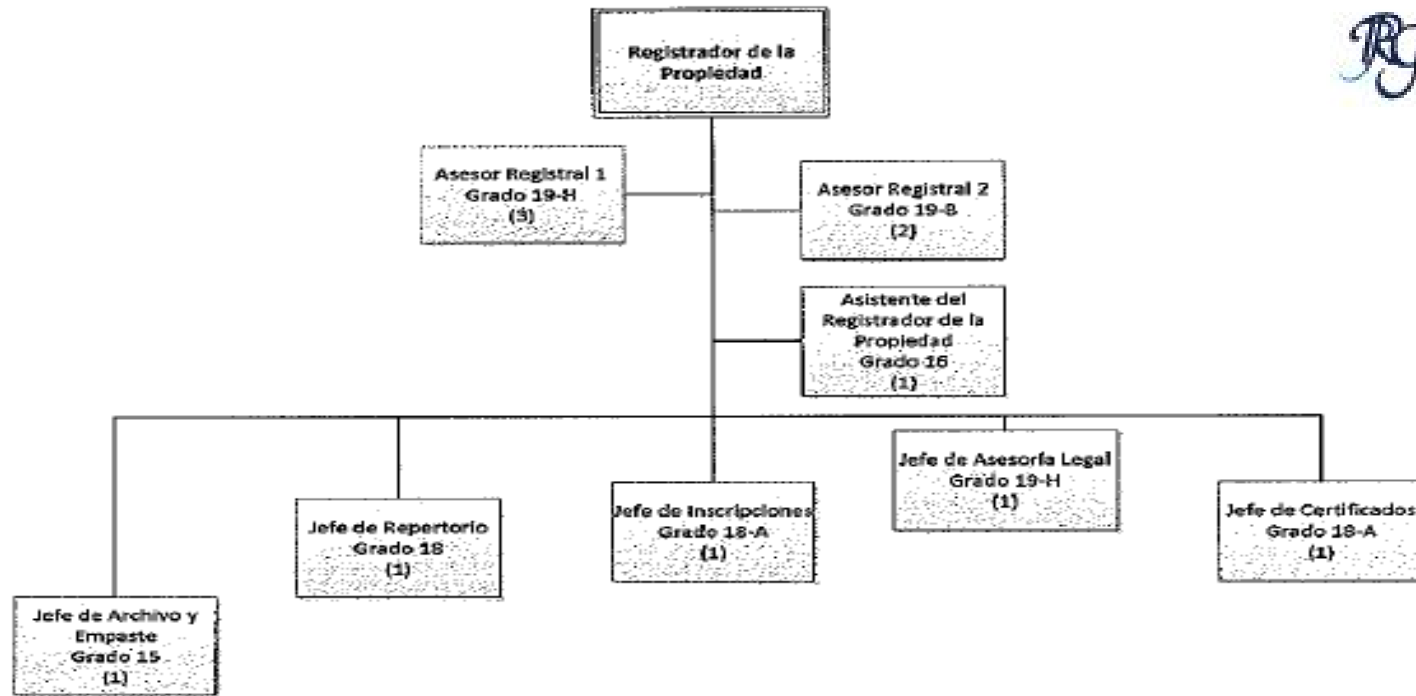 Registrador de la
Propiedad
Asesor Registral 1
Grado 19-H
(3)
Asesor Registral 2
Grado 19-B
(2)
Asistente del
Registrador de la
Propiedad
Grado 16
(1)
Jefe de Archivo y
Empaste
Grado 15
(1)
Jefe de Repertorio
Grado 18
(1)
Jefe de Inscripciones
Grado 18-A
(1)
Jefe de Asesoría Legal
Grado 19-H
(1)
Jefe de Certificados
Grado 18-A
(1)